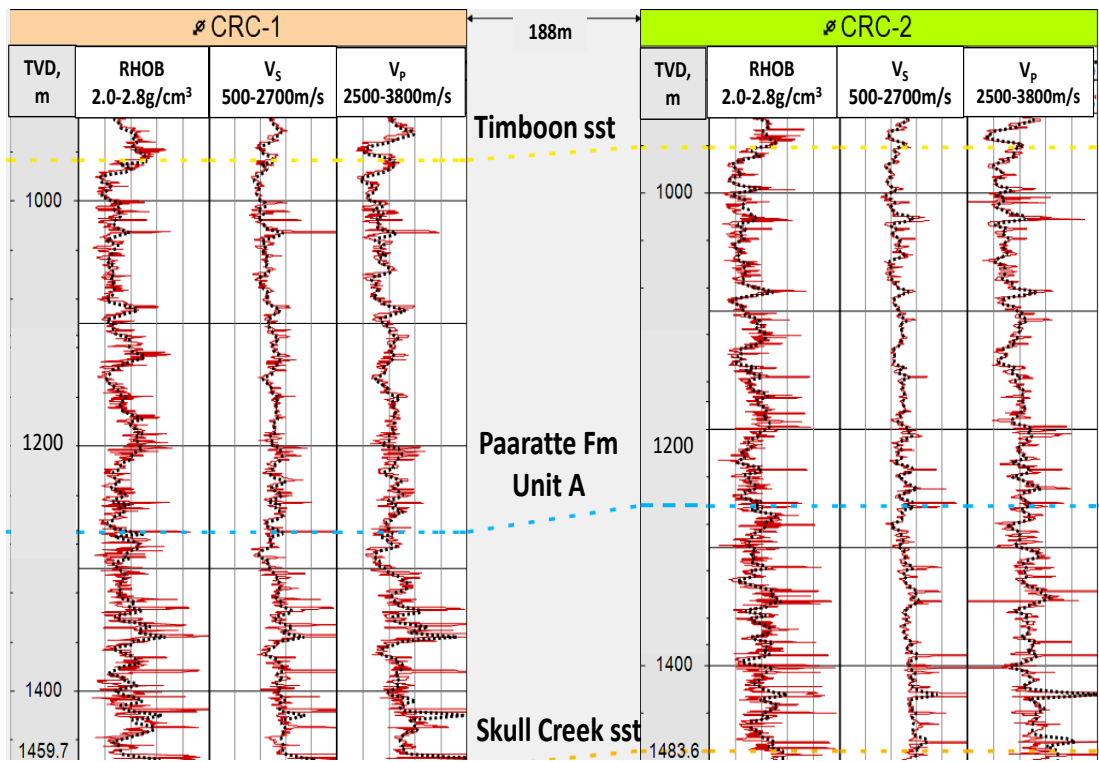 CRC-1
188m
CRC-2
TVD, m
RHOB
2.0-2.8g/cm³
VS
500-2700m/s
VP
2500-3800m/s
TVD, m
RHOB
2.0-2.8g/cm³
VS
500-2700m/s
VP
2500-3800m/s
Timboon sst
1000
1000
Paaratte Fm
Unit A
1200
1200
1400
1400
Skull Creek sst
1459.7
1483.6